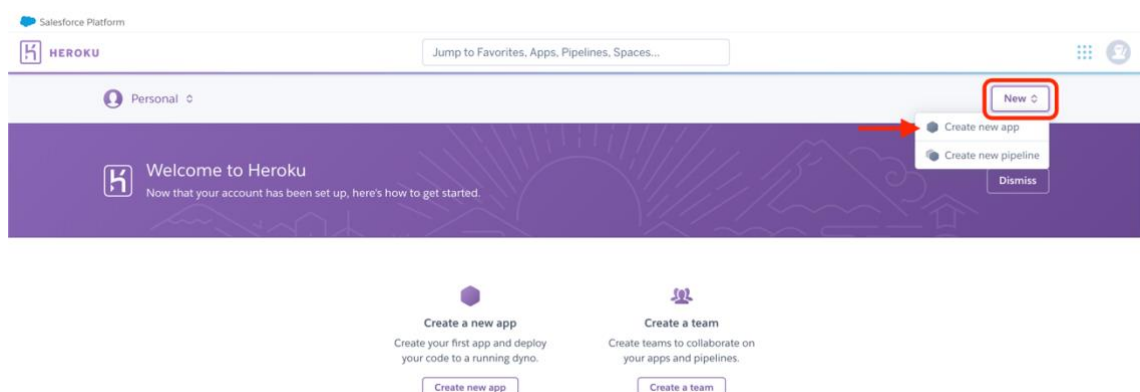 Salesforce Platform
HEROKU
Jump to Favorites, Apps, Pipelines, Spaces...
Personal
New
Create new app
Create new pipeline
Welcome to Heroku
Now that your account has been set up, here's how to get started.
Dismiss
Create a new app
Create your first app and deploy
your code to a running dyno.
Create new app
Create a team
Create teams to collaborate on
your apps and pipelines.
Create a team